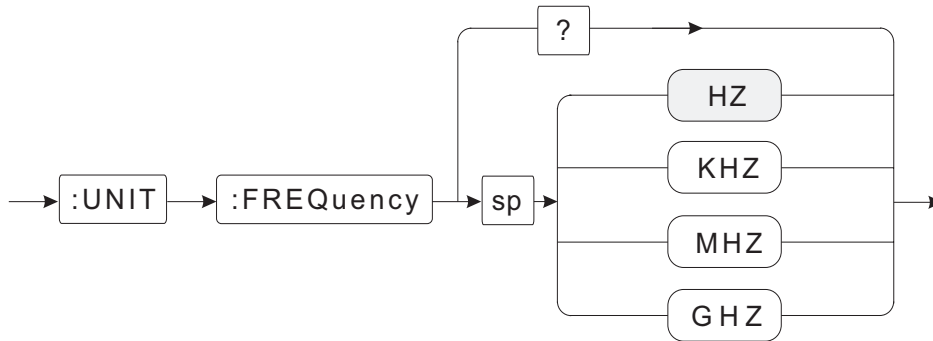 ?
HZ
KHZ
:UNIT :FREQuency sp
MHZ
GHZ